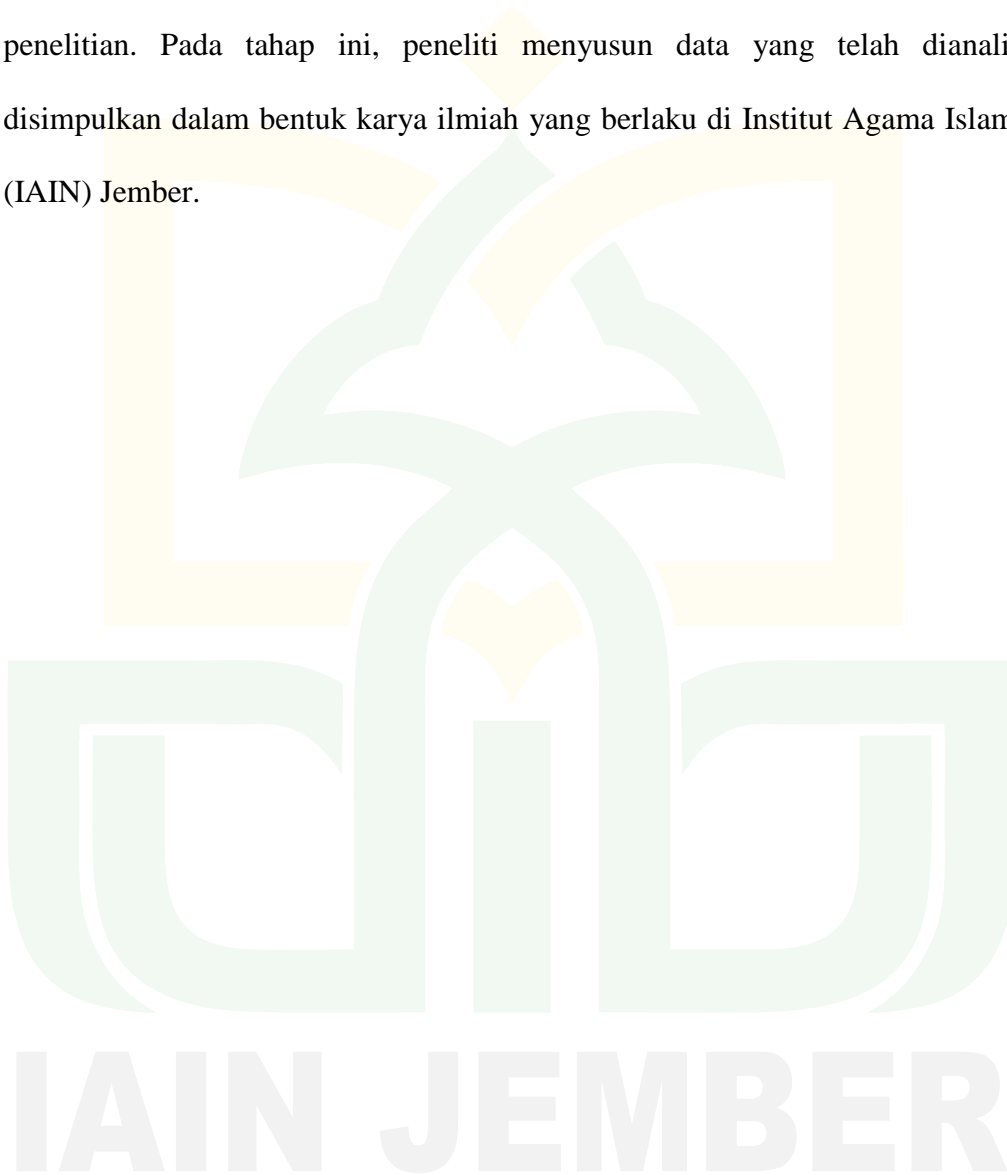 penelitian. Pada tahap ini, peneliti menyusun data yang telah dianali
disimpulkan dalam bentuk karya ilmiah yang berlaku di Institut Agama Islam
(IAIN) Jember.
IAIN JEMBER